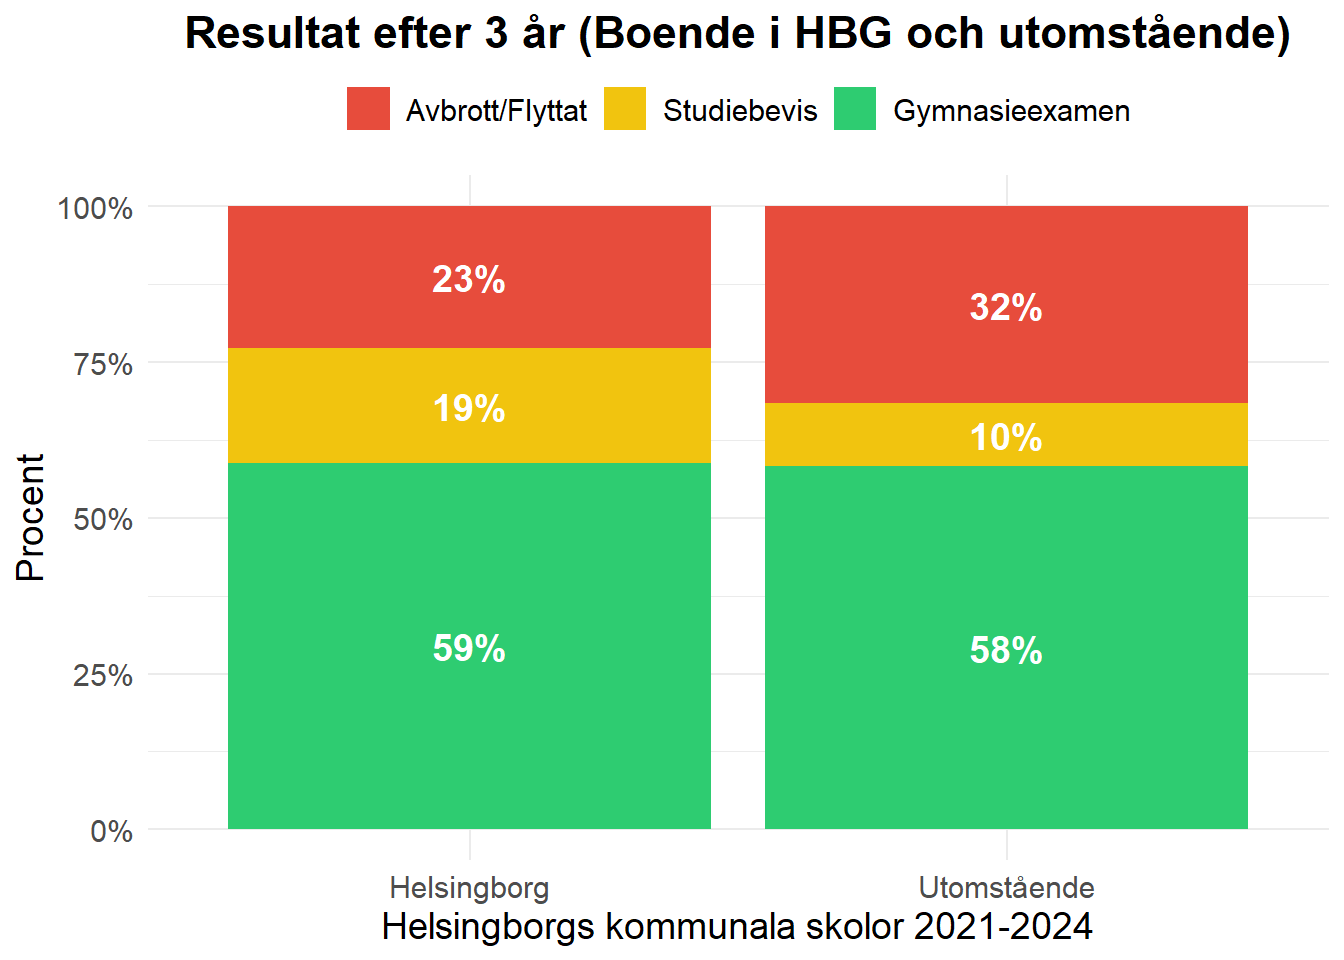 Resultat efter 3 år (Boende i HBG och utomstående)
Avbrott/Flyttat Studiebevis Gymnasieexamen
Procent
100%
75%
50%
25%
0%
23%
19%
59%
32%
10%
58%
Helsingborg Utomstående
Helsingborgs kommunala skolor 2021-2024